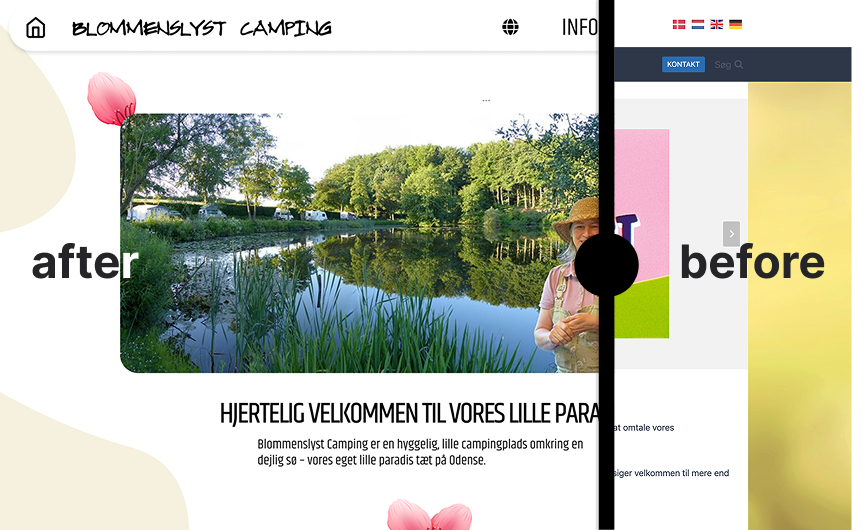 BLOMMENSLYST CAMPING
INFO
KONTAKT
Søg
...
after
before
HJERTELIG VELKOMMEN TIL VORES LILLE PARA
Blommenslyst Camping er en hyggelig, lille campingplads omkring en
dejlig sø – vores eget lille paradis tæt på Odense.
at omtale vores
siger velkommen til mere end